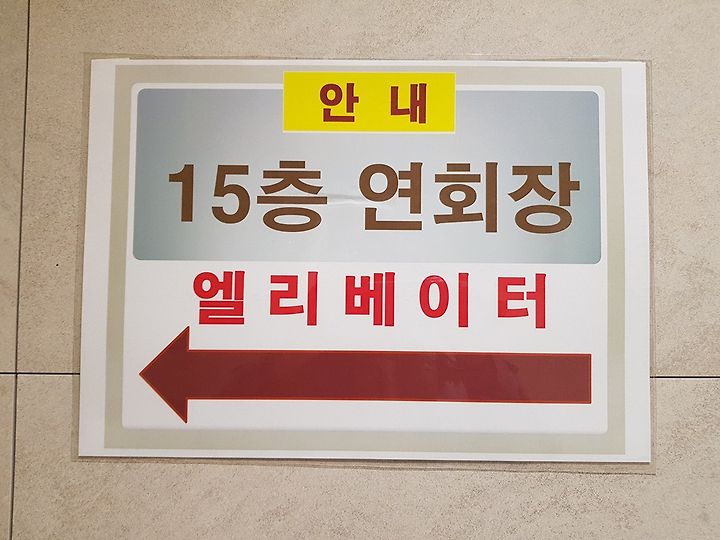 안 내
15층 연회장
엘리베이터